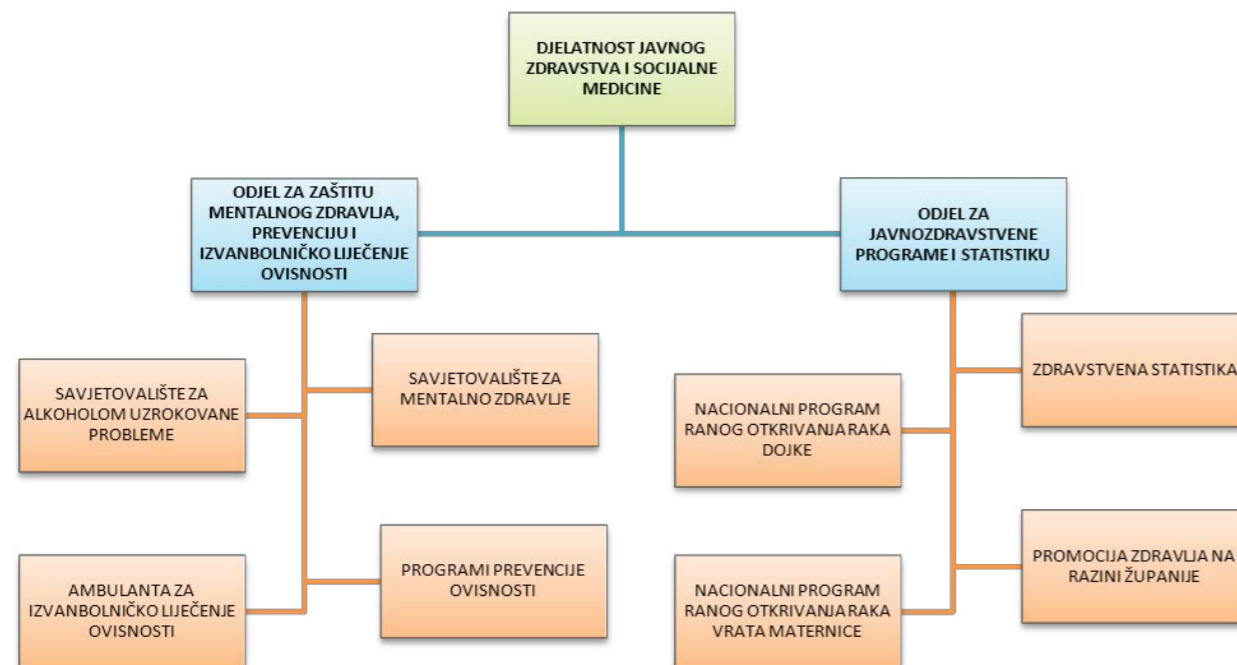 DJELATNOST JAVNOG
ZDRAVSTVA I SOCIJALNE
MEDICINE
ODJEL ZA ZAŠTITU
MENTALNOG ZDRAVLJA,
PREVENCIJU I
IZVANBOLNIČKO LIJEČENJE
OVISNOSTI
ODJEL ZA
JAVNOZDRAVSTVENE
PROGRAME I STATISTIKU
SAVJETOVALIŠTE ZA
ALKOHOLOM UZROKOVANE
PROBLEME
SAVJETOVALIŠTE ZA
MENTALNO ZDRAVLJE
NACIONALNI PROGRAM
RANOG OTKRIVANJA RAKA
DOJKE
ZDRAVSTVENA STATISTIKA
AMBULANTA ZA
IZVANBOLNIČKO LIJEČENJE
OVISNOSTI
PROGRAMI PREVENCIJE
OVISNOSTI
NACIONALNI PROGRAM
RANOG OTKRIVANJA RAKA
VRATA MATERNICE
PROMOCIJA ZDRAVLJA NA
RAZINI ŽUPANIJE